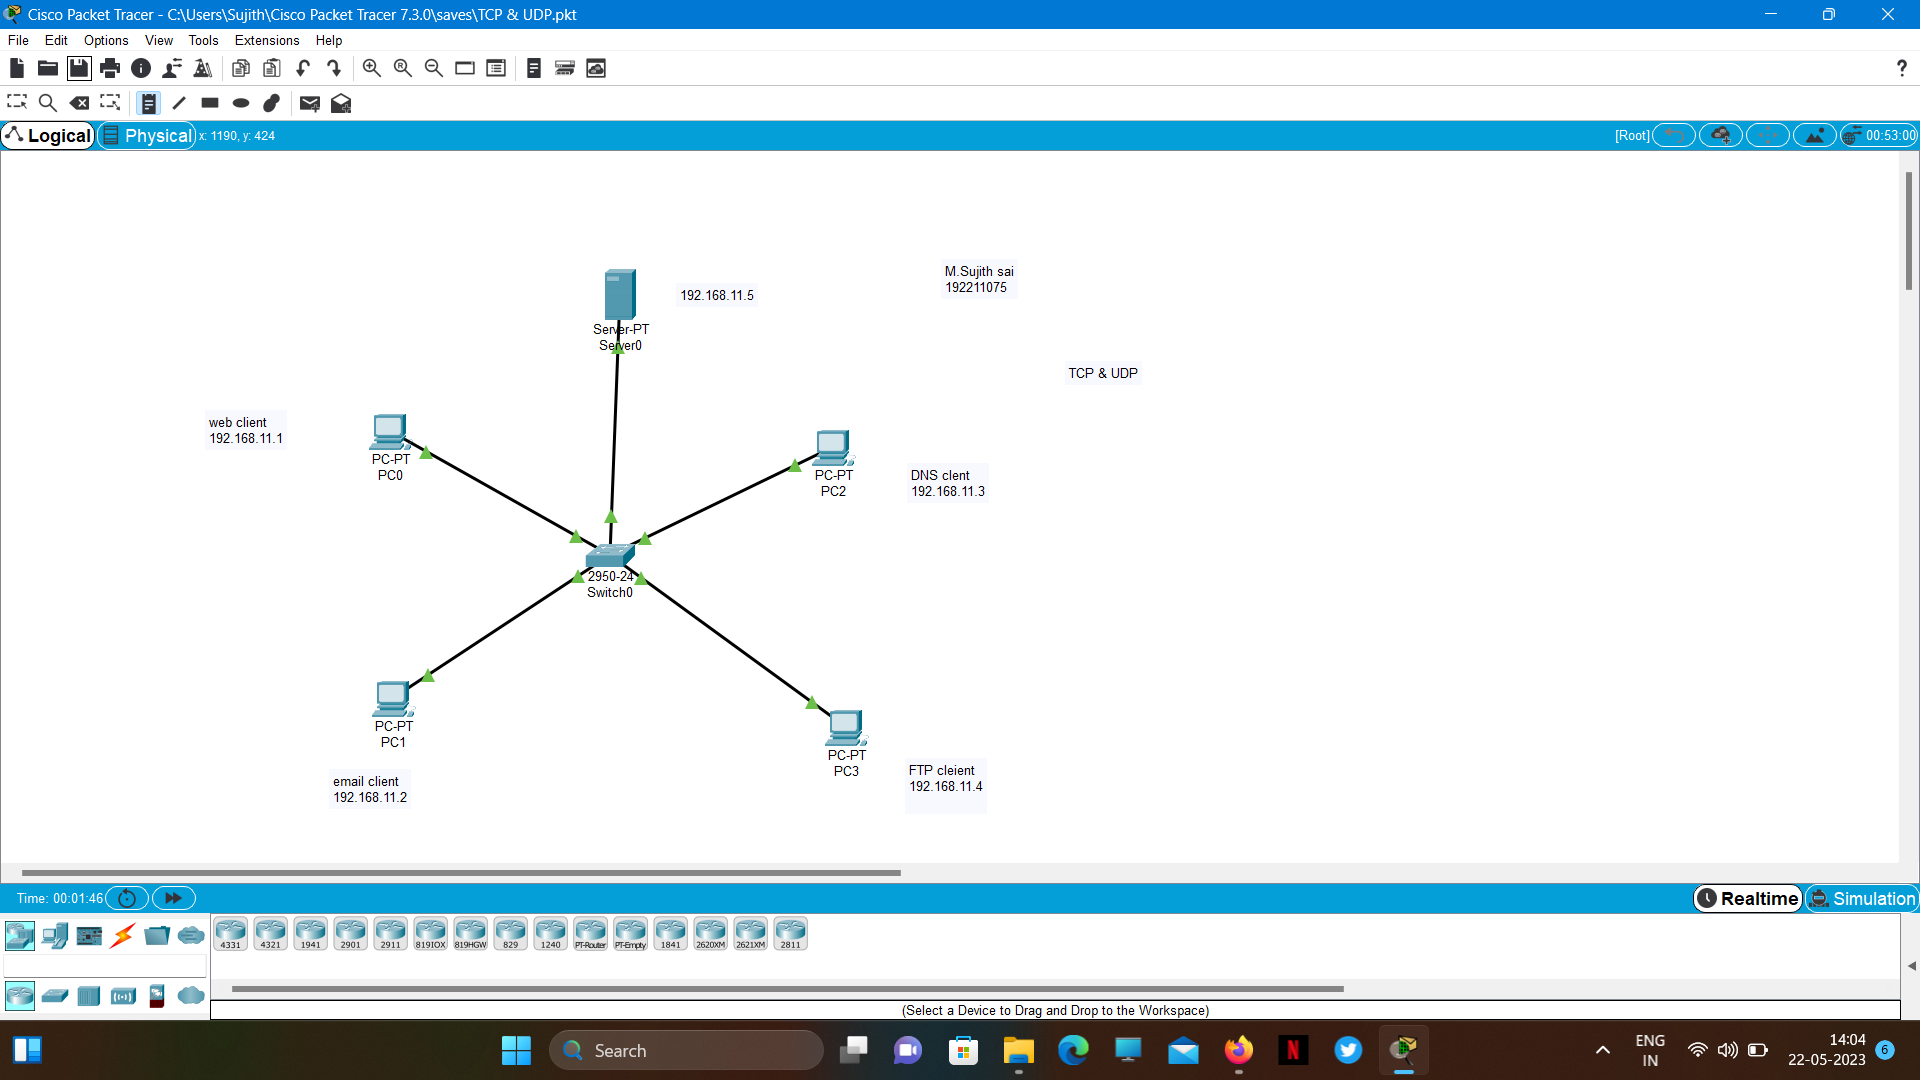 Cisco Packet Tracer - C:\Users\Sujith\Cisco Packet Tracer 7.3.0\saves\TCP & UDP.pkt
File Edit Options View Tools Extensions Help
?
Logical Physical x: 1190, y: 424 [Root] 00:53:00
M.Sujith sai
192211075
192.168.11.5
Server-PT
Server0
TCP & UDP
web client
192.168.11.1
PC-PT
PC0
PC-PT
PC2
DNS clent
192.168.11.3
2950-24
Switch0
PC-PT
PC1
PC-PT
PC3
email client
192.168.11.2
FTP cleient
192.168.11.4
Time: 00:01:46 Realtime Simulation
4331 4321 1941 2901 2911 819IOX 819HGW 829 1240 PT-Router PT-Empty 1841 2620XM 2621XM 2811
(Select a Device to Drag and Drop to the Workspace)
Search
N
ENG
IN
14:04
22-05-2023
6